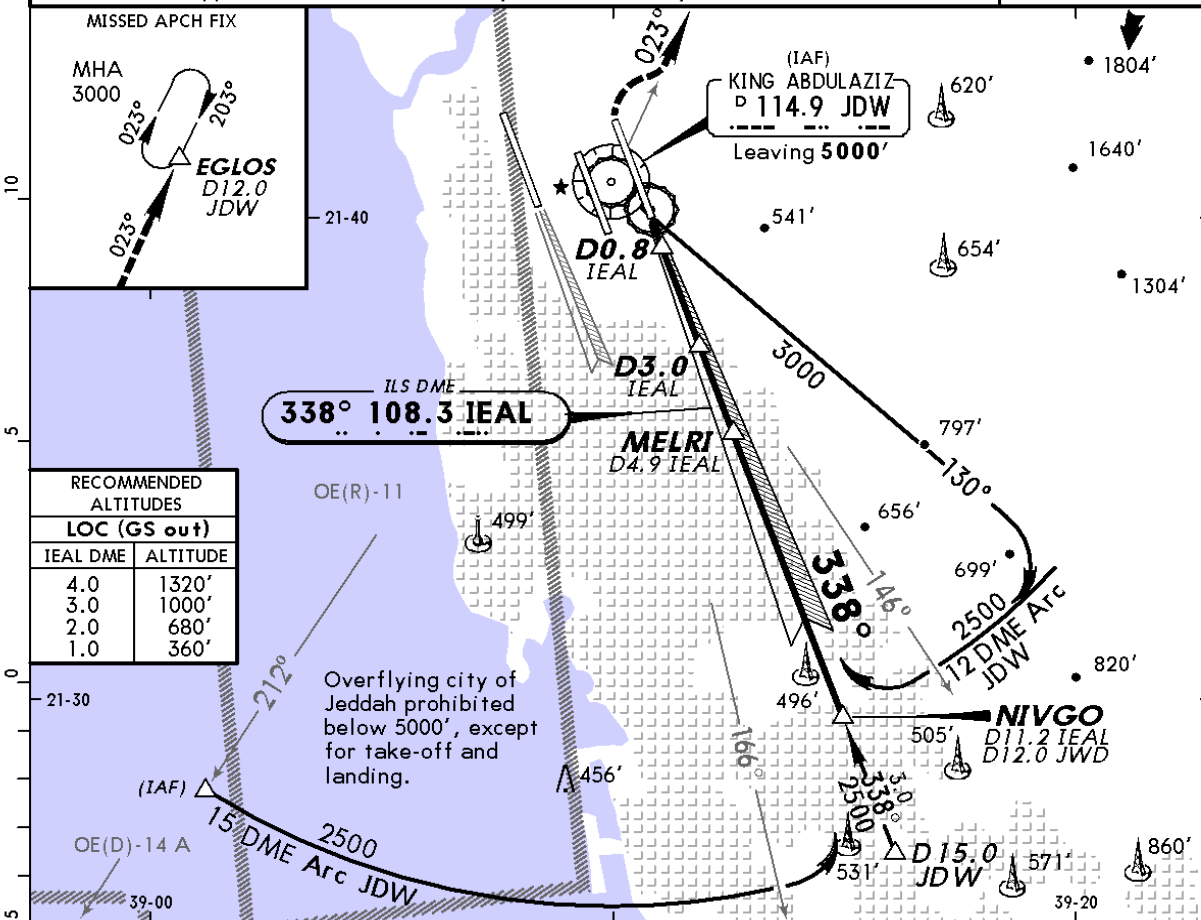 MISSED APCH FIX
MHA
3000
023°
203°
EGLOS
D12.0
JDW
023°
023°
(IAF)
KING ABDULAZIZ
D 114.9 JDW
Leaving 5000'
620'
1804'
1640'
541'
654'
1304'
10
21-40
D0.8
IEAL
D3.0
IEAL
3000
ILS DME
338° 108.3 IEAL
MELRI
D4.9 IEAL
797'
130°
5
RECOMMENDED
ALTITUDES
LOC (GS out)
IEAL DME ALTITUDE
4.0 1320'
3.0 1000'
2.0 680'
1.0 360'
OE(R)-11
499'
656'
699'
338°
146°
2500
12 DME Arc
JDW
820'
0
21-30
212°
Overflying city of
Jeddah prohibited
below 5000', except
for take-off and
landing.
496'
NIVGO
D11.2 IEAL
D12.0 JWD
505'
166°
456'
(IAF)
3.0
338°
2500
15 DME Arc JDW
2500
OE(D)-14 A
531'
D15.0
JDW
571'
860'
39-00
39-20
5